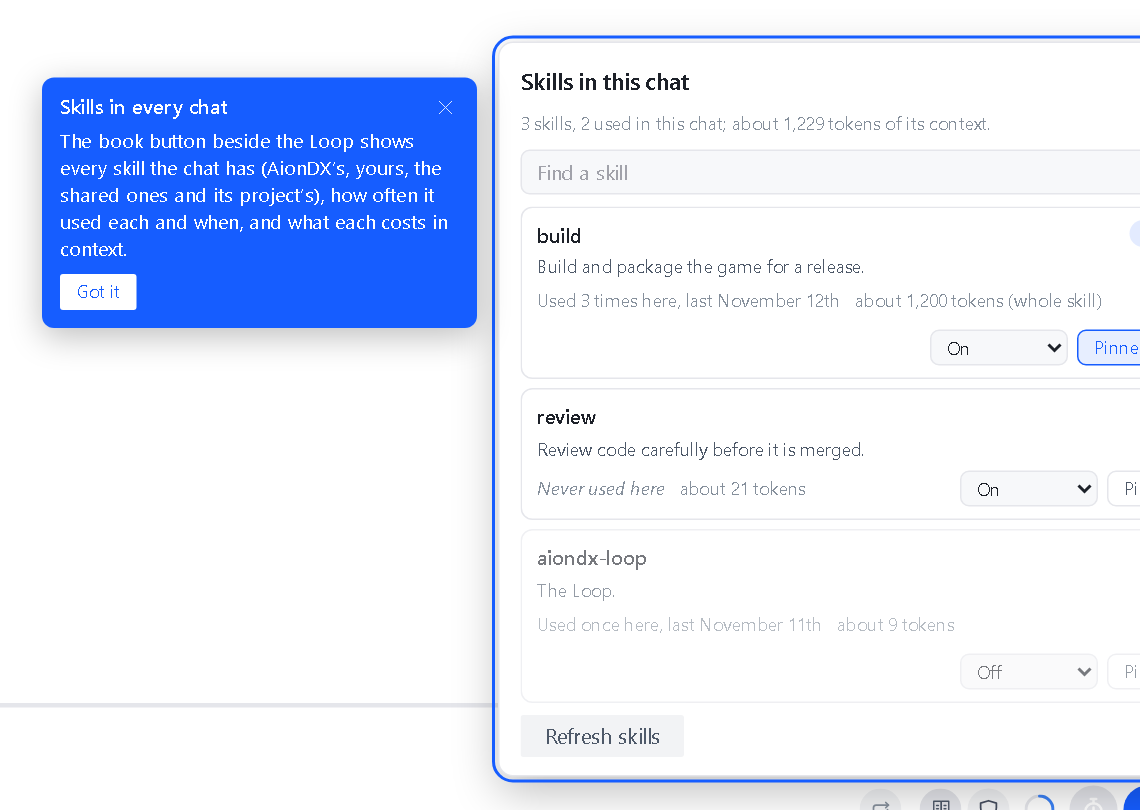 Skills in every chat
The book button beside the Loop shows
every skill the chat has (AionDX's, yours, the
shared ones and its project's), how often it
used each and when, and what each costs in
context.
Got it
Skills in this chat
3 skills, 2 used in this chat; about 1,229 tokens of its context.
Find a skill
build
Build and package the game for a release.
Used 3 times here, last November 12th about 1,200 tokens (whole skill)
On Pinne
review
Review code carefully before it is merged.
Never used here about 21 tokens
On Pi
aiondx-loop
The Loop.
Used once here, last November 11th about 9 tokens
Off Pi
Refresh skills